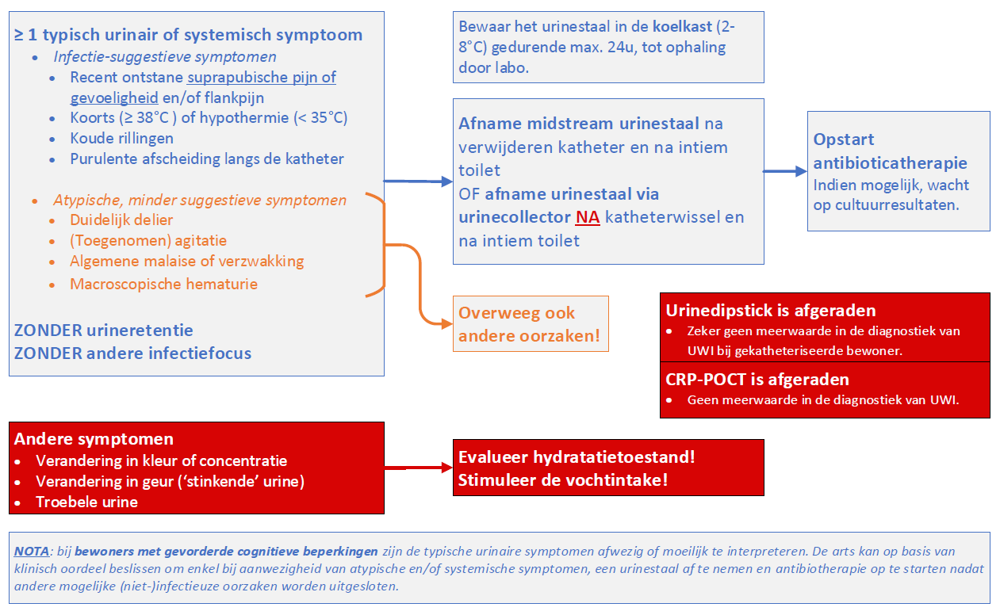 ≥ 1 typisch urinair of systemisch symptoom
• Infectie-suggestieve symptomen
• Recent ontstane suprapubische pijn of
gevoeligheid en/of flankpijn
• Koorts (≥ 38°C ) of hypothermie (< 35°C)
• Koude rillingen
• Purulente afscheiding langs de katheter
• Atypische, minder suggestieve symptomen
• Duidelijk delier
• (Toegenomen) agitatie
• Algemene malaise of verzwakking
• Macroscopische hematurie
ZONDER urineretentie
ZONDER andere infectiefocus
Bewaar het urinestaal in de koelkast (2-
8°C) gedurende max. 24u, tot ophaling
door labo.
Afname midstream urinestaal na
verwijderen katheter en na intiem
toilet
OF afname urinestaal via
urinecollector NA katheterwissel en
na intiem toilet
Opstart
antibioticatherapie
Indien mogelijk, wacht
op cultuurresultaten.
Overweeg ook
andere oorzaken!
Urinedipstick is afgeraden
• Zeker geen meerwaarde in de diagnostiek van
UWI bij gekatheteriseerde bewoner.
CRP-POCT is afgeraden
• Geen meerwaarde in de diagnostiek van UWI.
Andere symptomen
• Verandering in kleur of concentratie
• Verandering in geur (‘stinkende’ urine)
• Troebele urine
Evalueer hydratatietoestand!
Stimuleer de vochtintake!
NOTA: bij bewoners met gevorderde cognitieve beperkingen zijn de typische urinaire symptomen afwezig of moeilijk te interpreteren. De arts kan op basis van
klinisch oordeel beslissen om enkel bij aanwezigheid van atypische en/of systemische symptomen, een urinestaal af te nemen en antibiotherapie op te starten nadat
andere mogelijke (niet-)infectieuze oorzaken worden uitgesloten.